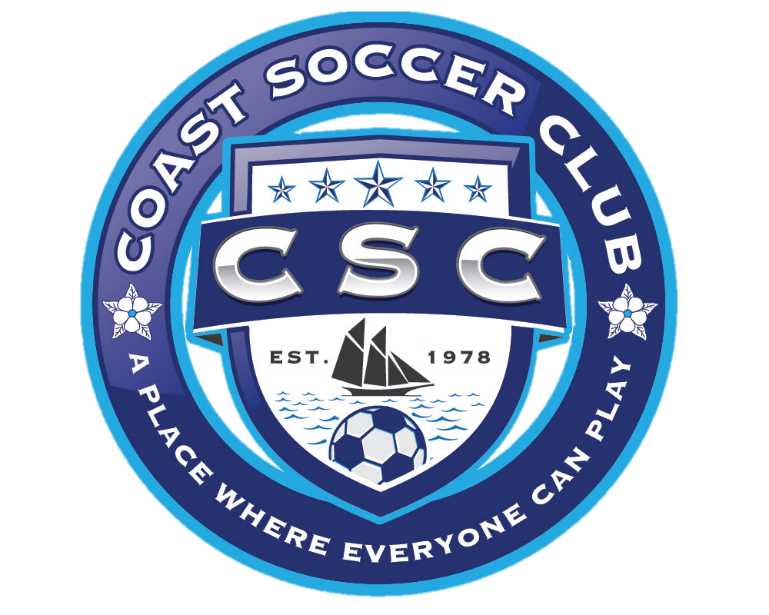 COAST SOCCER CLUB
CSC
EST. 1978
A PLACE WHERE EVERYONE CAN PLAY